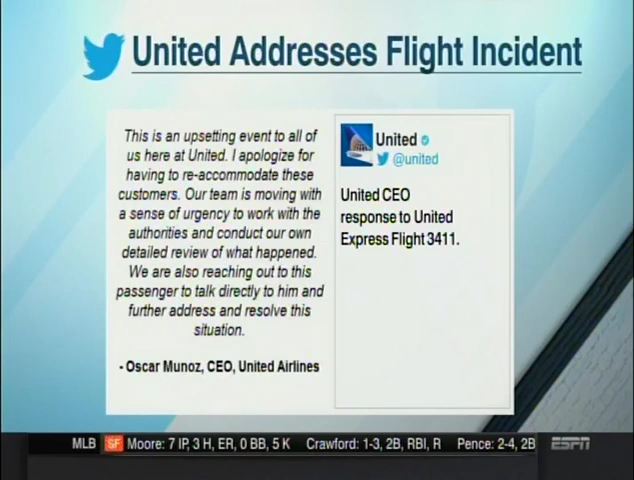 United Addresses Flight Incident
This is an upsetting event to all of
us here at United. I apologize for
having to re-accommodate these
customers. Our team is moving with
a sense of urgency to work with the
authorities and conduct our own
detailed review of what happened.
We are also reaching out to this
passenger to talk directly to him and
further address and resolve this
situation.
- Oscar Munoz, CEO, United Airlines
United
@united
United CEO
response to United
Express Flight 3411.
MLB SF Moore: 7 IP, 3 H, ER, 0 BB, 5 K Crawford: 1-3, 2B, RBI, R Pence: 2-4, 2B ESPN